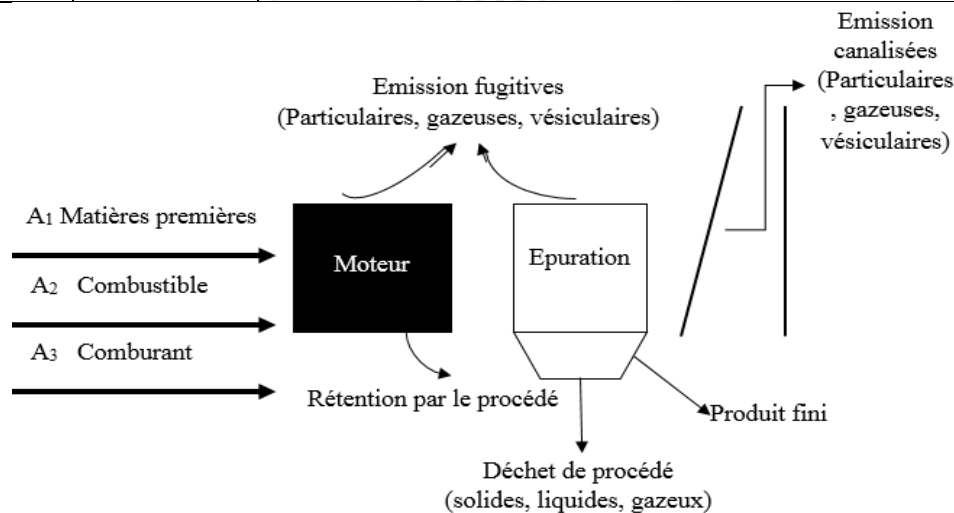 Emission
canalisées
(Particulaires
, gazeuses,
vésiculaires)
Emission fugitives
(Particulaires, gazeuses, vésiculaires)
A1 Matières premières
A2 Combustible
A3 Comburant
Moteur
Epuration
Rétention par le procédé
Produit fini
Déchet de procédé
(solides, liquides, gazeux)